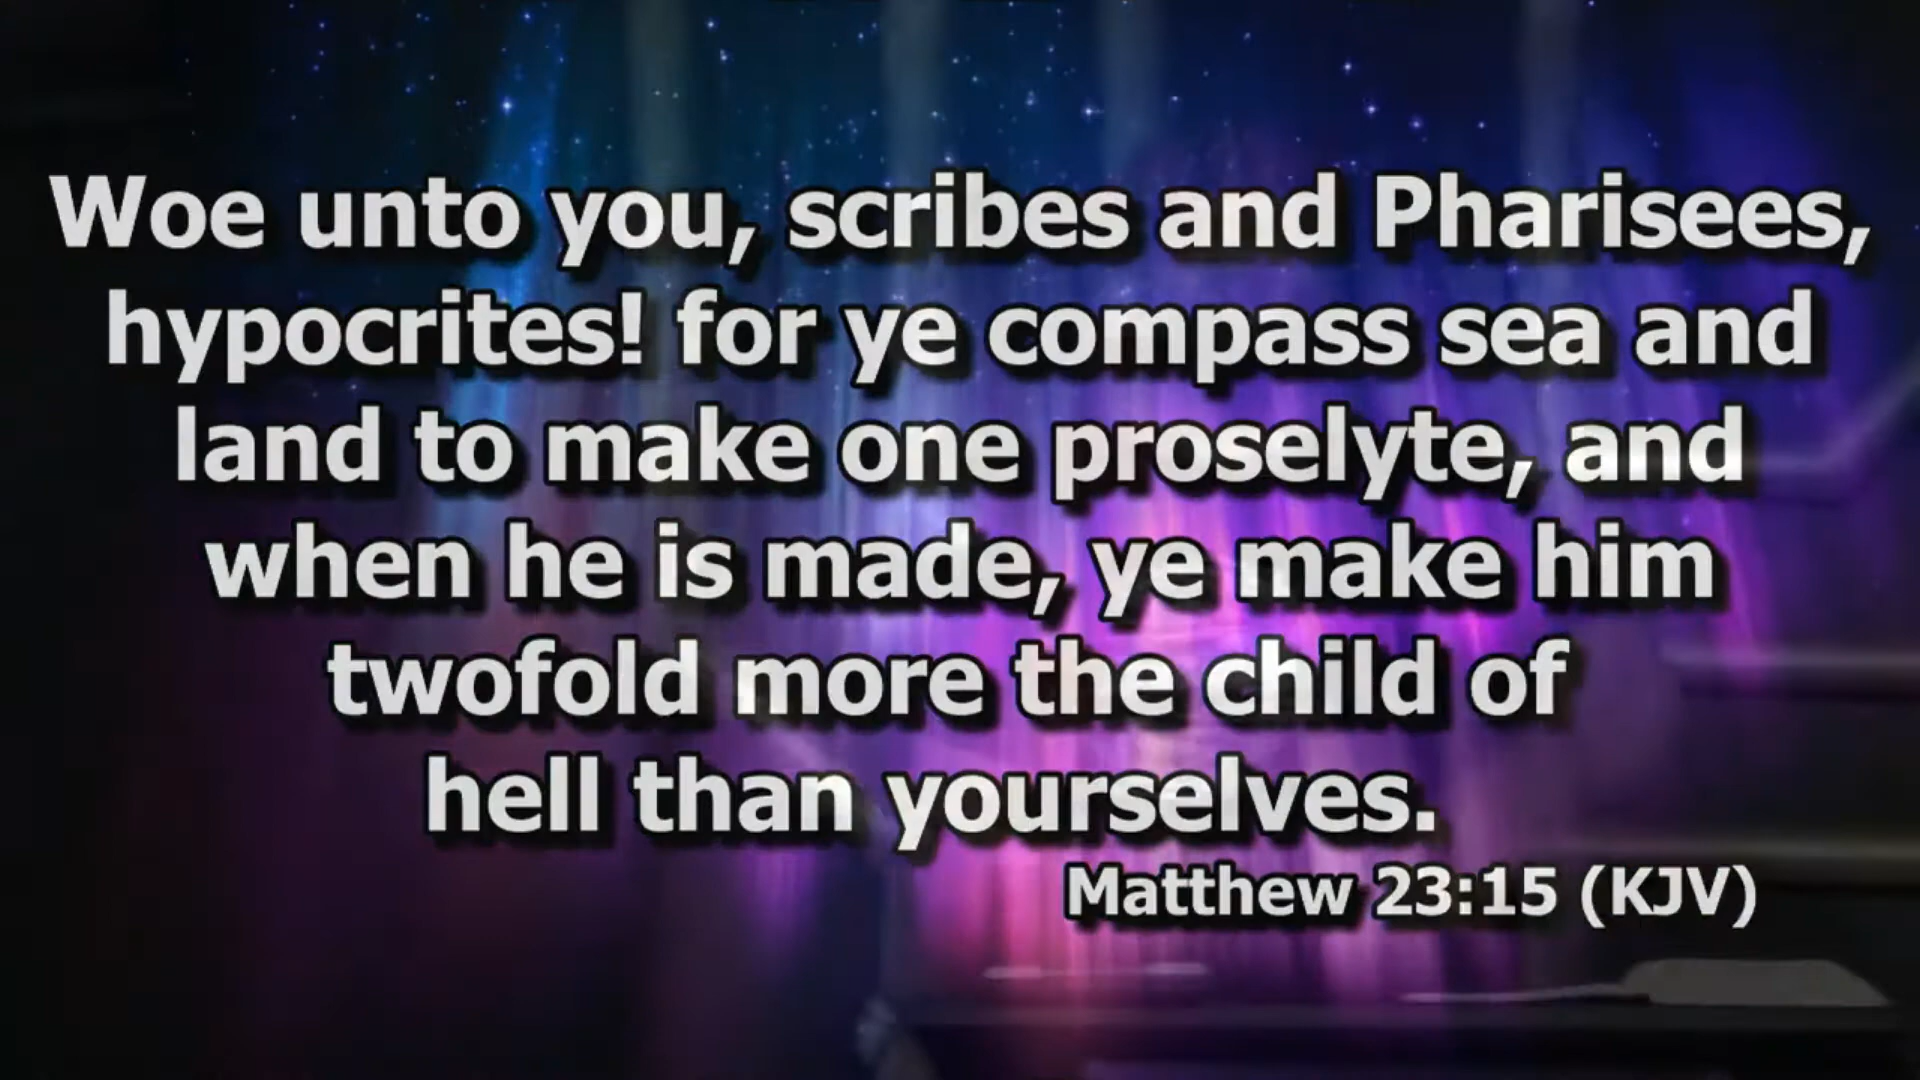 Woe unto you, scribes and Pharisees,
hypocrites! for ye compass sea and
land to make one proselyte, and
when he is made, ye make him
twofold more the child of
hell than yourselves.
Matthew 23:15 (KJV)